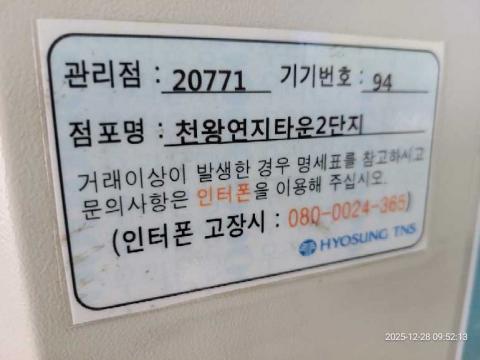 관리점 : 20771 기기번호 : 94
점포명 : 천왕연지타운2단지
거래이상이 발생한 경우 명세표를 참고하시고
문의사항은 인터폰을 이용해 주십시오.
(인터폰 고장시 : 080-0024-365)
HYOSUNG TNS
2025-12-28 09:52:13